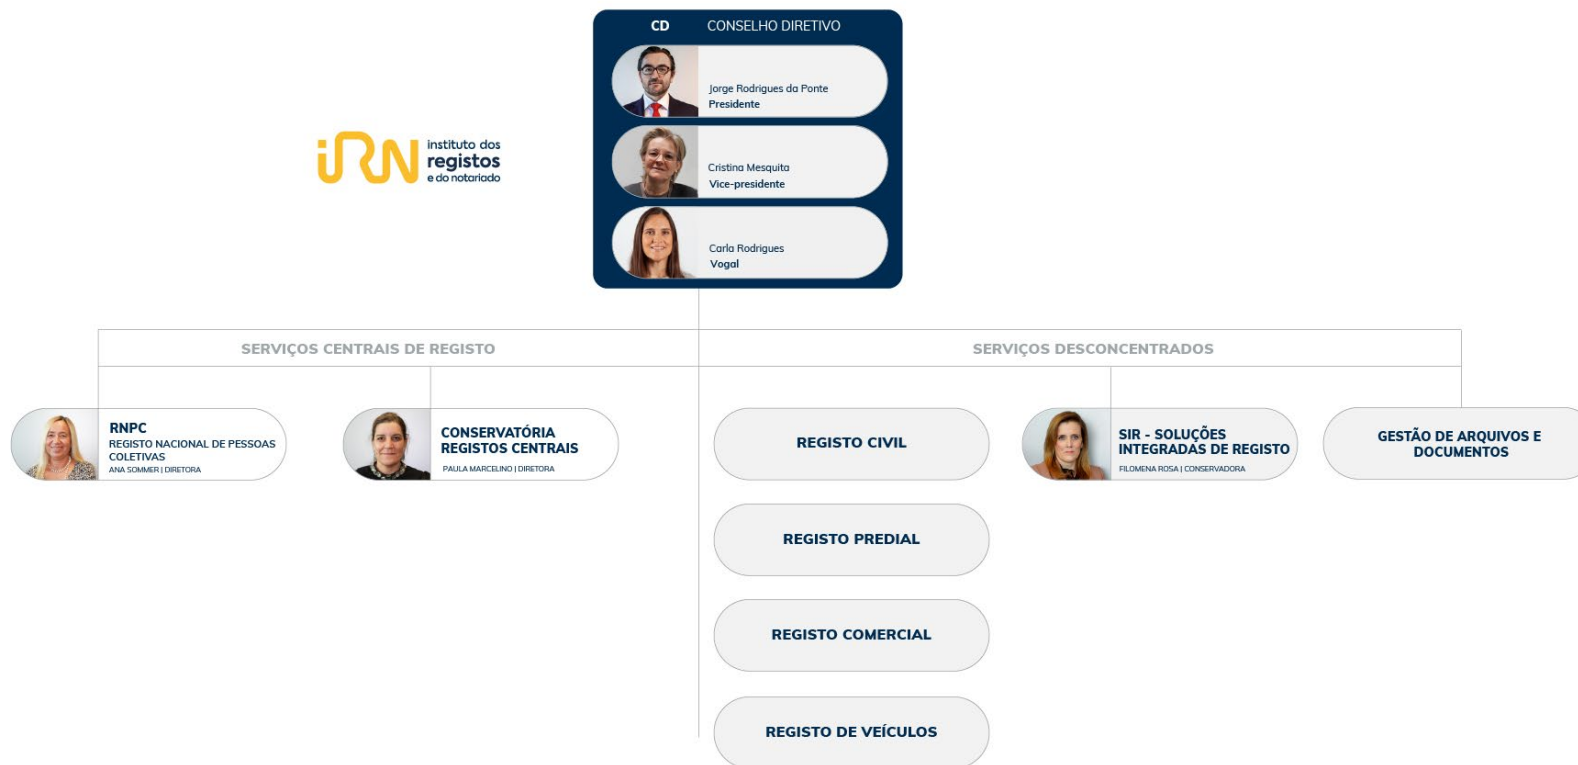 CD CONSELHO DIRETIVO
Jorge Rodrigues da Ponte
Presidente
iRN
instituto dos
registos
e do notariado
Cristina Mesquita
Vice-presidente
Carla Rodrigues
Vogal
SERVIÇOS CENTRAIS DE REGISTO
SERVIÇOS DESCONCENTRADOS
RNPC
REGISTO NACIONAL DE PESSOAS
COLETIVAS
ANA SOMMER | DIRETORA
CONSERVATÓRIA
REGISTOS CENTRAIS
PAULA MARCELINO | DIRETORA
REGISTO CIVIL
SIR - SOLUÇÕES
INTEGRADAS DE REGISTO
FILOMENA ROSA | CONSERVADORA
GESTÃO DE ARQUIVOS E
DOCUMENTOS
REGISTO PREDIAL
REGISTO COMERCIAL
REGISTO DE VEÍCULOS